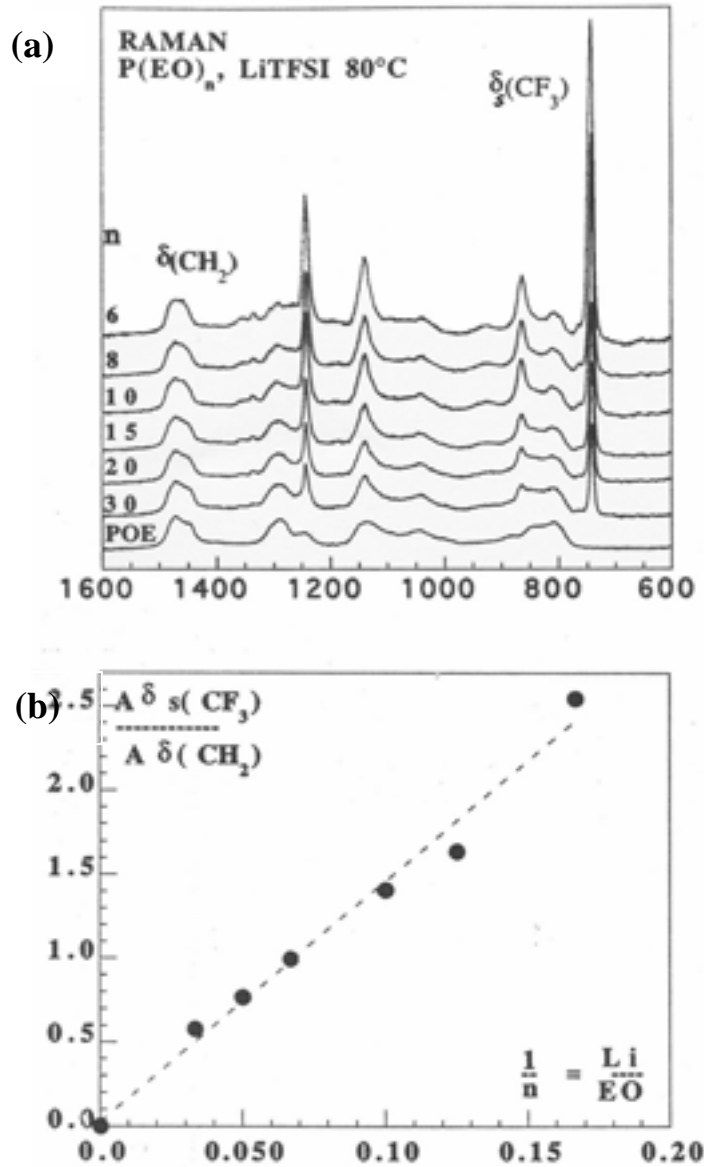 (a)
RAMAN
P(EO)n, LiTFSI 80°C
δs(CF3)
n
δ(CH2)
6
8
10
15
20
30
POE
1600 1400 1200 1000 800 600
(b)
A δ s( CF3)
A δ ( CH2)
2.5
2.0
1.5
1.0
0.5
0.0
1/n = Li/EO
0.0 0.050 0.10 0.15 0.20